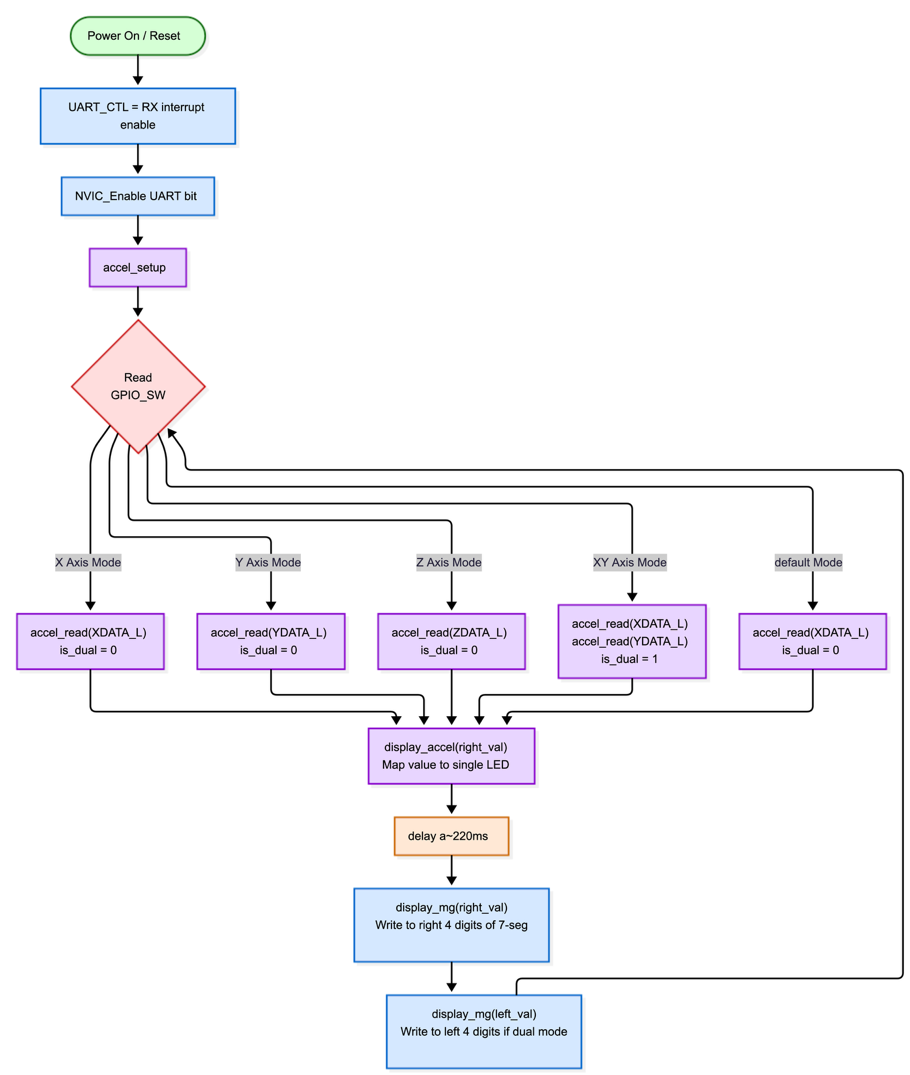 Power On / Reset
UART_CTL = RX interrupt
enable
NVIC_Enable UART bit
accel_setup
Read
GPIO_SW
X Axis Mode
Y Axis Mode
Z Axis Mode
XY Axis Mode
default Mode
accel_read(XDATA_L)
is_dual = 0
accel_read(YDATA_L)
is_dual = 0
accel_read(ZDATA_L)
is_dual = 0
accel_read(XDATA_L)
accel_read(YDATA_L)
is_dual = 1
accel_read(XDATA_L)
is_dual = 0
display_accel(right_val)
Map value to single LED
delay a~220ms
display_mg(right_val)
Write to right 4 digits of 7-seg
display_mg(left_val)
Write to left 4 digits if dual mode